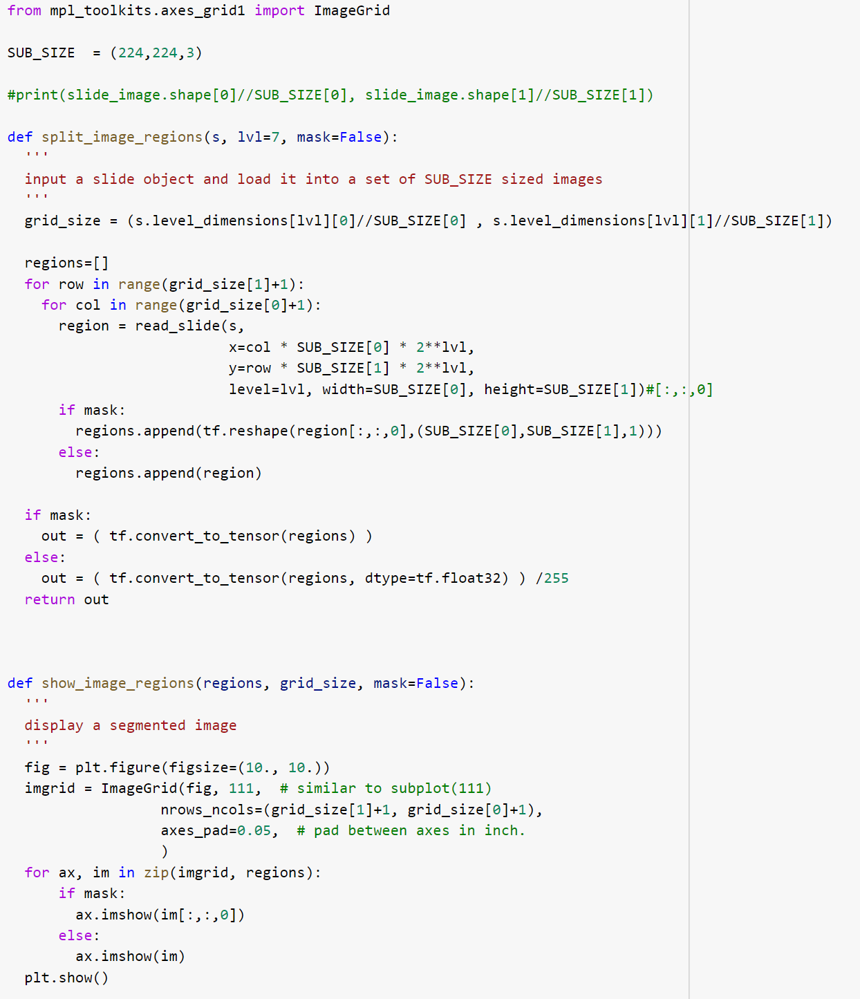 from mpl_toolkits.axes_grid1 import ImageGrid

SUB_SIZE  = (224,224,3)

#print(slide_image.shape[0]//SUB_SIZE[0], slide_image.shape[1]//SUB_SIZE[1])

def split_image_regions(s, lvl=7, mask=False):
  '''
  input a slide object and load it into a set of SUB_SIZE sized images
  '''
  grid_size = (s.level_dimensions[lvl][0]//SUB_SIZE[0] , s.level_dimensions[lvl][1]//SUB_SIZE[1])

  regions=[]
  for row in range(grid_size[1]+1):
    for col in range(grid_size[0]+1):
      region = read_slide(s,
                          x=col * SUB_SIZE[0] * 2**lvl,
                          y=row * SUB_SIZE[1] * 2**lvl,
                          level=lvl, width=SUB_SIZE[0], height=SUB_SIZE[1])#[:,:,0]
      if mask:
        regions.append(tf.reshape(region[:,:,0],(SUB_SIZE[0],SUB_SIZE[1],1)))
      else:
        regions.append(region)

  if mask:
    out = ( tf.convert_to_tensor(regions) )
  else:
    out = ( tf.convert_to_tensor(regions, dtype=tf.float32) ) /255
  return out



def show_image_regions(regions, grid_size, mask=False):
  '''
  display a segmented image
  '''
  fig = plt.figure(figsize=(10., 10.))
  imgrid = ImageGrid(fig, 111,  # similar to subplot(111)
                  nrows_ncols=(grid_size[1]+1, grid_size[0]+1),
                  axes_pad=0.05,  # pad between axes in inch.
                  )
  for ax, im in zip(imgrid, regions):
      if mask:
        ax.imshow(im[:,:,0])
      else:
        ax.imshow(im)
  plt.show()